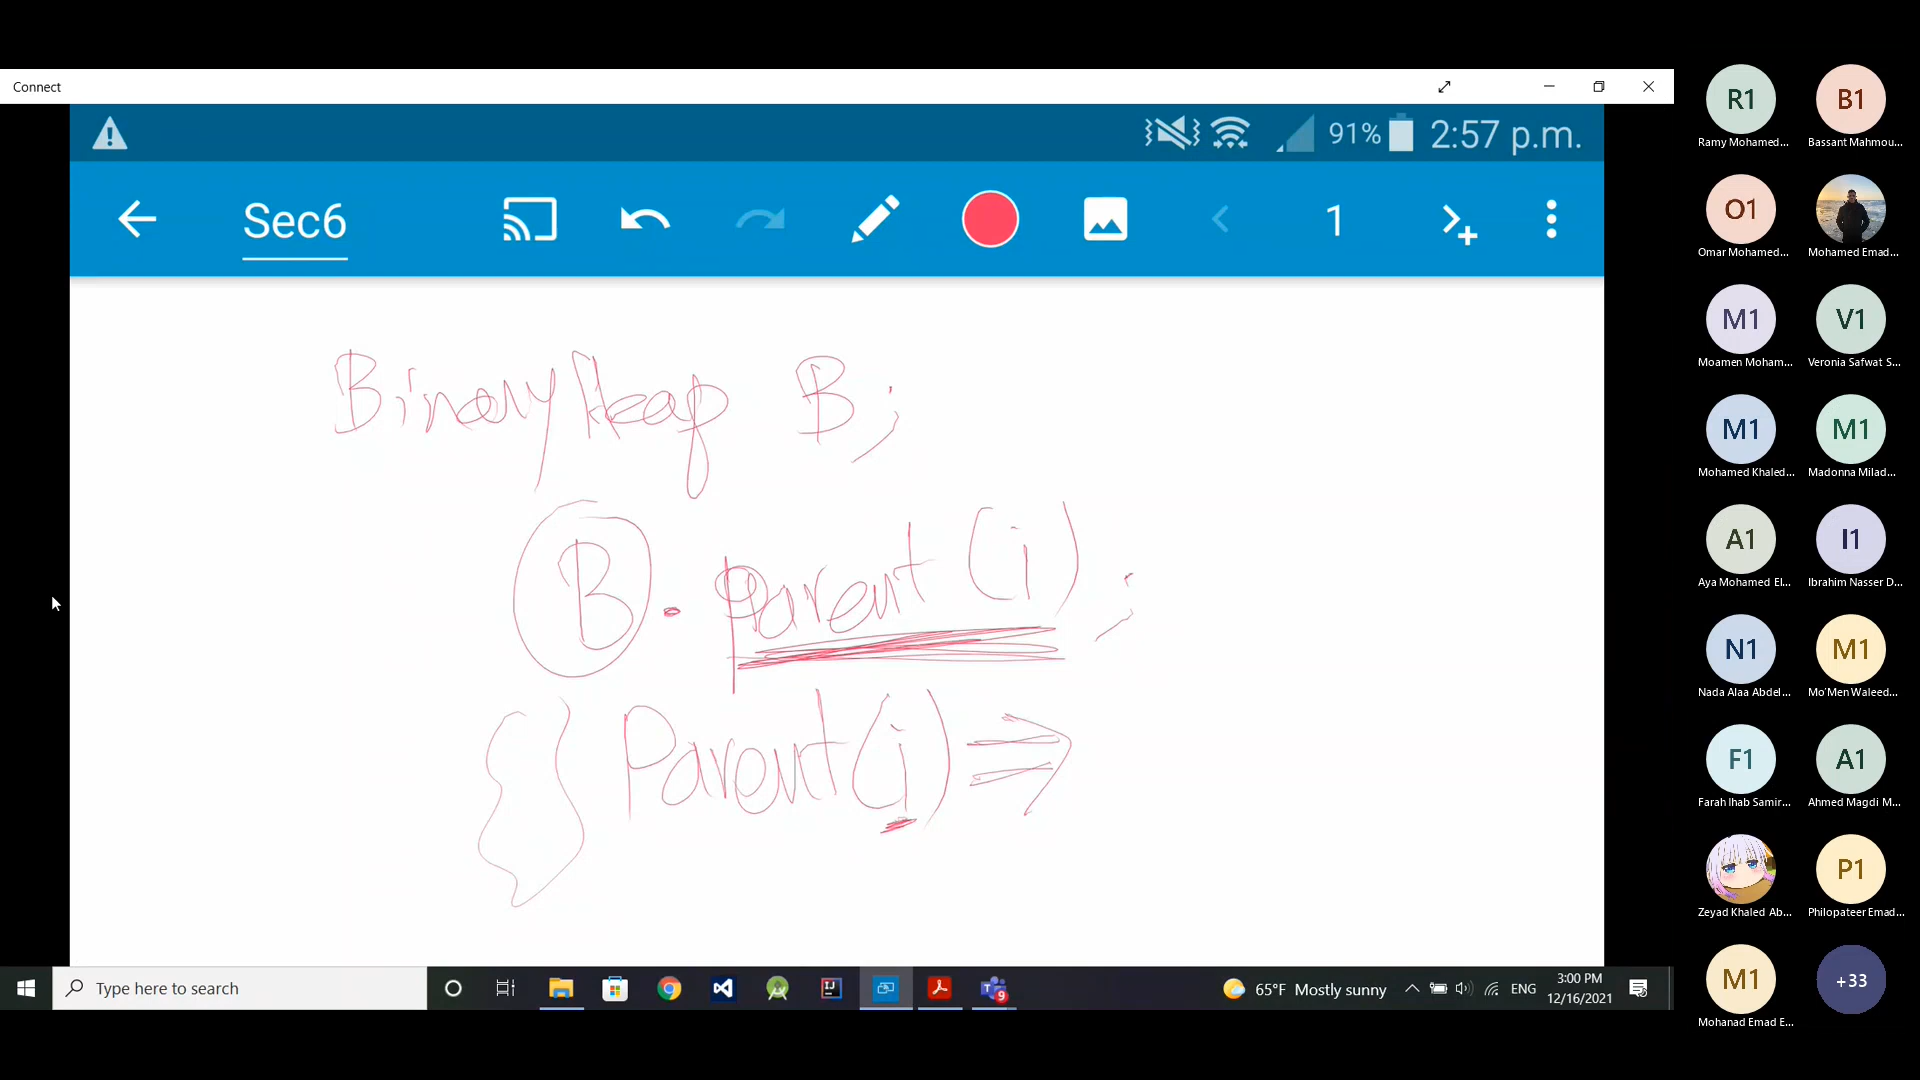 Connect
91% 2:57 p.m.
Sec6 1
BinaryHeap B;
B. Parent (i);
{} Parent(i) ⇒
R1
Ramy Mohamed...
B1
Bassant Mahmou...
O1
Omar Mohamed...
Mohamed Emad...
M1
Moamen Moham...
V1
Veronia Safwat S...
M1
Mohamed Khaled...
M1
Madonna Milad...
A1
Aya Mohamed El...
I1
Ibrahim Nasser D...
N1
Nada Alaa Abdel...
M1
Mo'Men Waleed...
F1
Farah Ihab Samir...
A1
Ahmed Magdi M...
Zeyad Khaled Ab...
P1
Philopateer Emad...
M1
Mohanad Emad E...
+33
Type here to search
9
65°F Mostly sunny
ENG
3:00 PM
12/16/2021